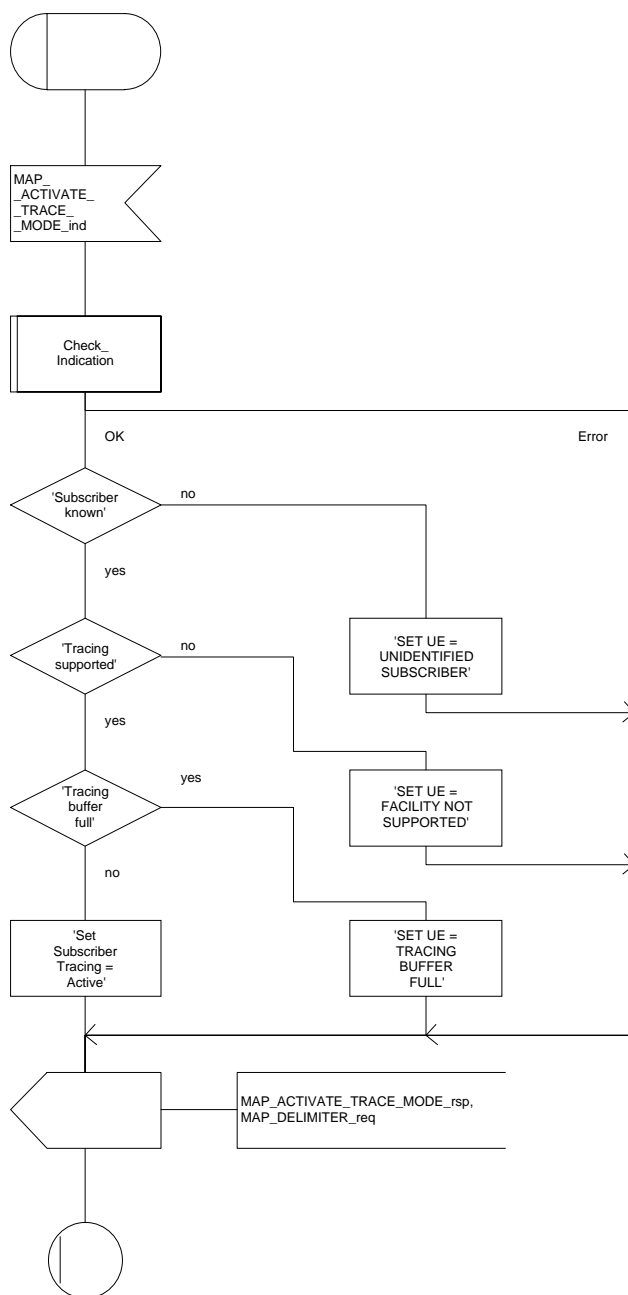 MAP_
_ACTIVATE_
_TRACE_
_MODE_ind
Check_
Indication
OK
Error
'Subscriber
known'
no
yes
'Tracing
supported'
no
'SET UE =
UNIDENTIFIED
SUBSCRIBER'
yes
'Tracing
buffer
full'
yes
'SET UE =
FACILITY NOT
SUPPORTED'
no
'Set
Subscriber
Tracing =
Active'
'SET UE =
TRACING
BUFFER
FULL'
MAP_ACTIVATE_TRACE_MODE_rsp,
MAP_DELIMITER_req